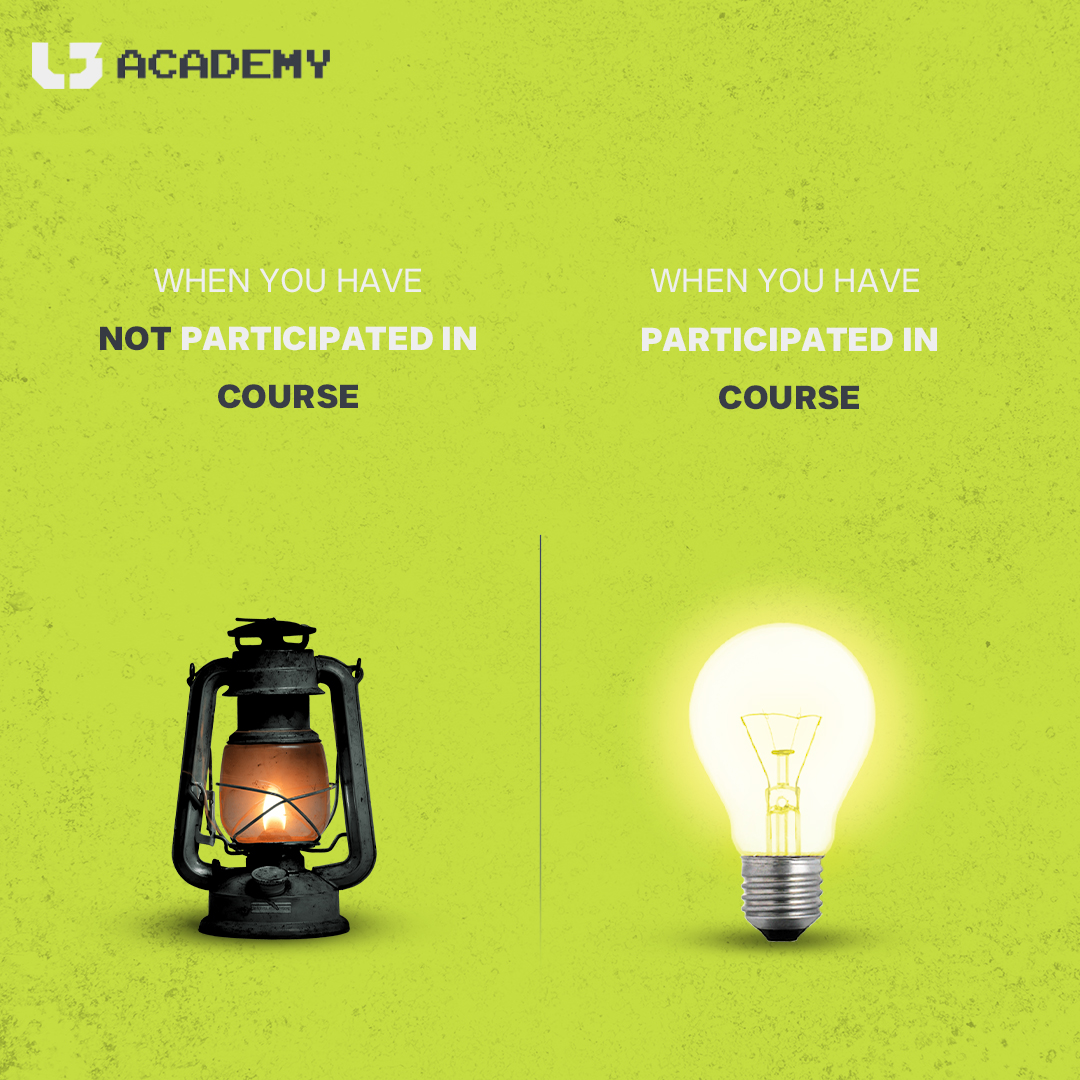 ACADEMY
WHEN YOU HAVE
NOT PARTICIPATED IN
COURSE
WHEN YOU HAVE
PARTICIPATED IN
COURSE